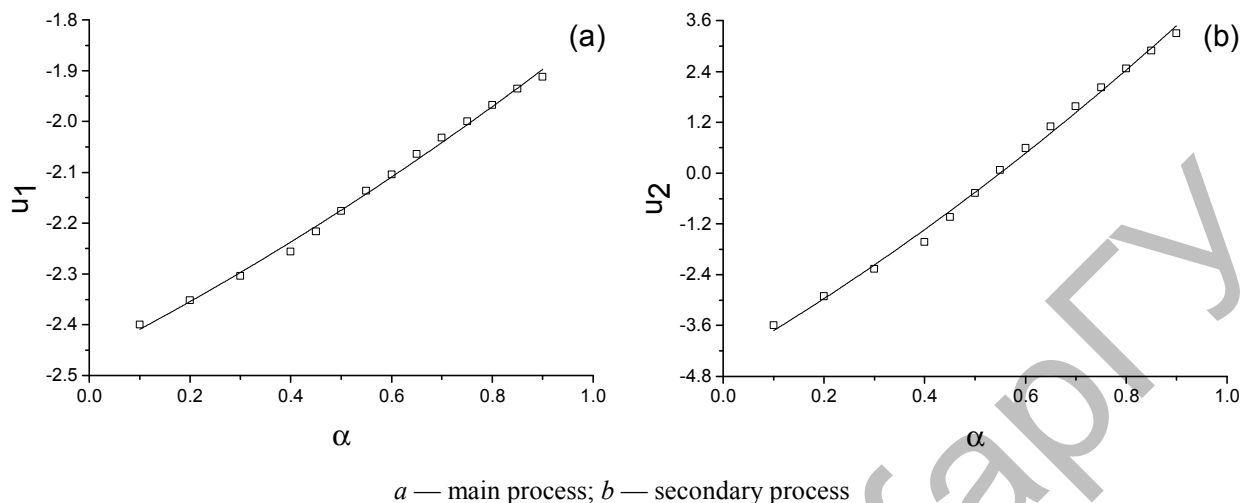 (a)
-1.8
-1.9
-2.0
-2.1
-2.2
-2.3
-2.4
-2.5
u1
0.0 0.2 0.4 0.6 0.8 1.0
α
(b)
3.6
2.4
1.2
0.0
-1.2
-2.4
-3.6
-4.8
u2
0.0 0.2 0.4 0.6 0.8 1.0
α
a — main process; b — secondary process
арГУ